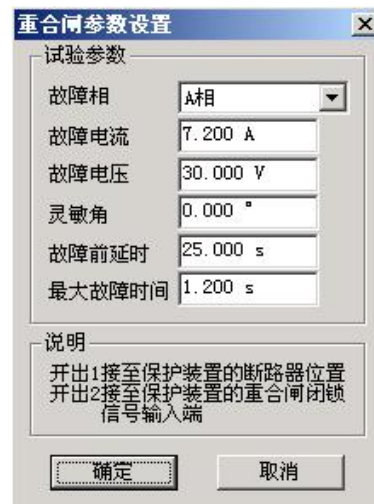 重合闸参数设置
试验参数
故障相 A相
故障电流 7.200 A
故障电压 30.000 V
灵敏角 0.000 °
故障前延时 25.000 s
最大故障时间 1.200 s
说明
开出1接至保护装置的断路器位置
开出2接至保护装置的重合闸闭锁
信号输入端
确定 取消